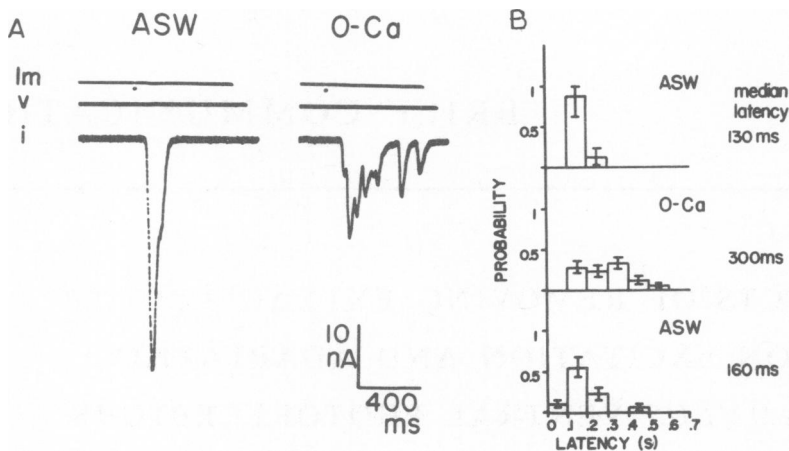 A
ASW
O-Ca
lm
v
i
10
nA
400
ms
B
ASW
median
latency
130 ms
1
0.5
O-Ca
300ms
1
0.5
PROBABILITY
ASW
160 ms
1
0.5
0 .1 .2 .3 .4 .5 .6 .7
LATENCY (s)